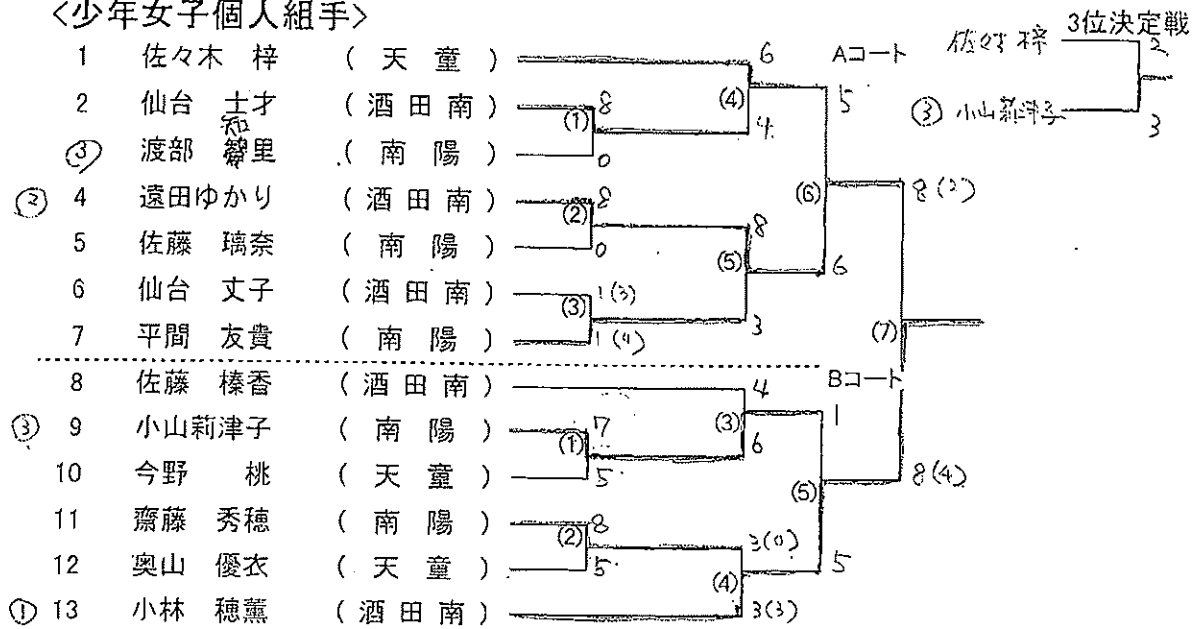 <少年女子個人組手>
3位決定戦
1 佐々木 梓 ( 天 童 ) 6 Aコート 佐々木 梓 2
2 仙台 士才 ( 酒 田 南 ) 8 (1) (4) 4 5 ③ 小山莉津子 3
知
③ 渡部 里 ( 南 陽 ) 0
② 4 遠田ゆかり ( 酒 田 南 ) 8 (2) (6) 8(2)
5 佐藤 璃奈 ( 南 陽 ) 0 8 (5) 6
6 仙台 丈子 ( 酒 田 南 ) 1(3) (3) 3
7 平間 友貴 ( 南 陽 ) 1(4) (7)
8 佐藤 榛香 ( 酒 田 南 ) 4 Bコート
③ 9 小山莉津子 ( 南 陽 ) 7 (1) (3) 6 1
10 今野 桃 ( 天 童 ) 5 (5) 8(4)
11 齋藤 秀穂 ( 南 陽 ) 8 (2) 3(0)
12 奥山 優衣 ( 天 童 ) 5 (4) 5
① 13 小林 穂薫 ( 酒 田 南 ) 3(3)